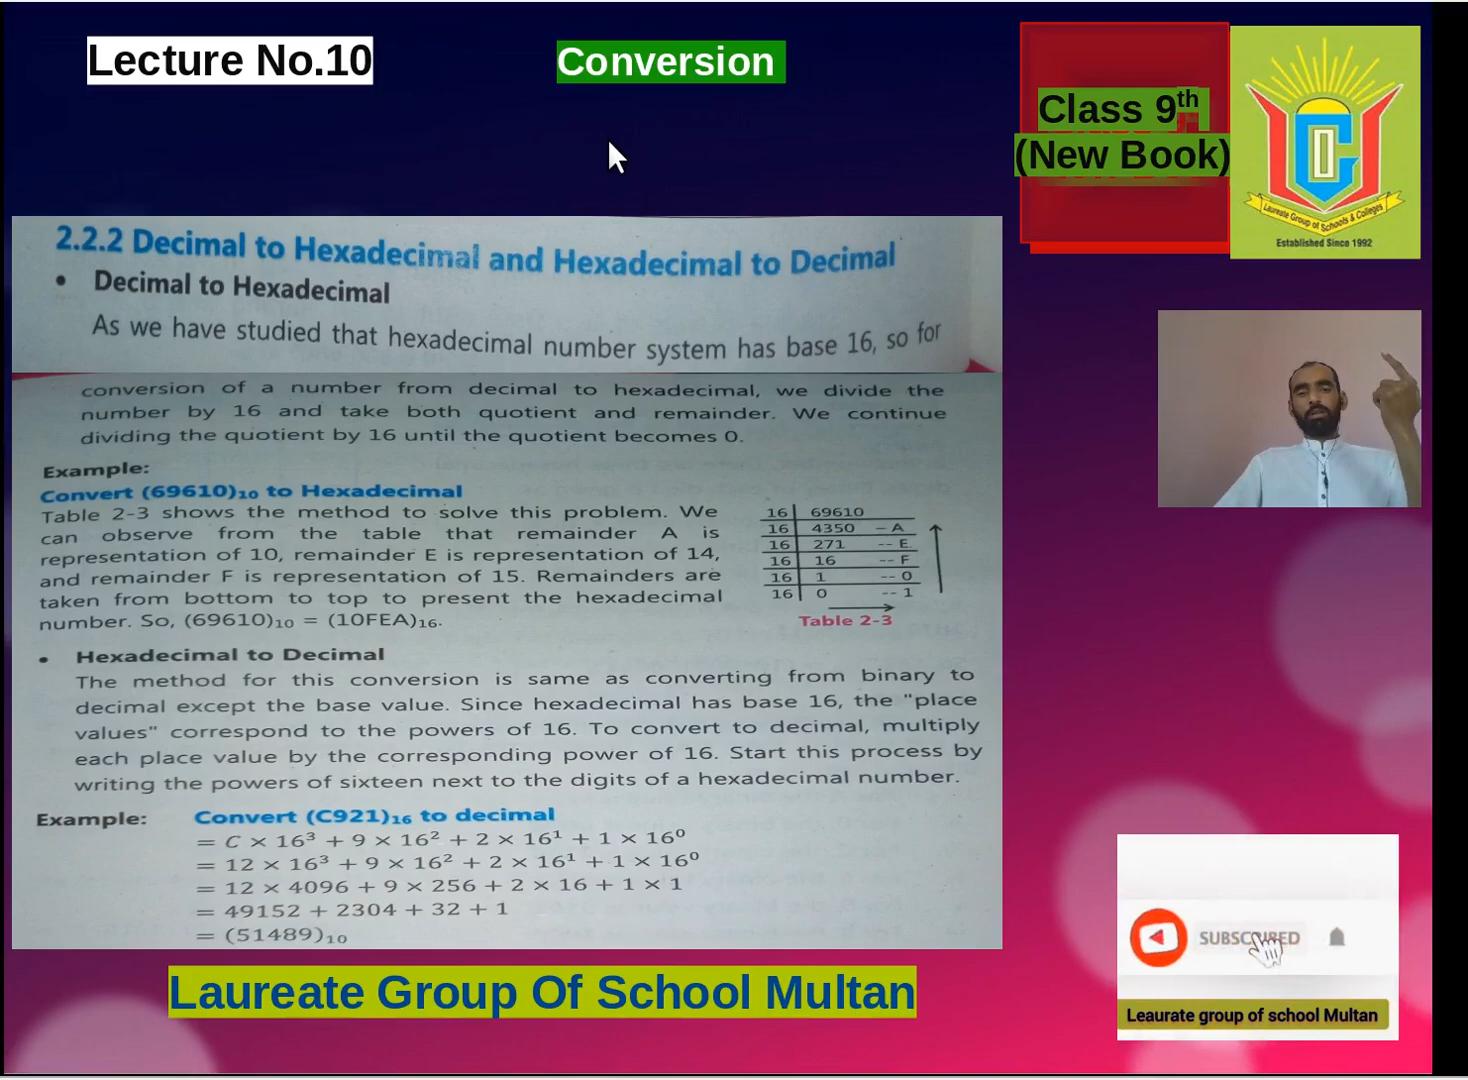 Lecture No.10
Conversion
Class 9th
(New Book)
Laureate Group of Schools & Colleges
Established Since 1992
2.2.2 Decimal to Hexadecimal and Hexadecimal to Decimal
• Decimal to Hexadecimal
As we have studied that hexadecimal number system has base 16, so for
conversion of a number from decimal to hexadecimal, we divide the
number by 16 and take both quotient and remainder. We continue
dividing the quotient by 16 until the quotient becomes 0.
Example:
Convert (69610)₁₀ to Hexadecimal
Table 2-3 shows the method to solve this problem. We
can observe from the table that remainder A is
representation of 10, remainder E is representation of 14,
and remainder F is representation of 15. Remainders are
taken from bottom to top to present the hexadecimal
number. So, (69610)₁₀ = (10FEA)₁₆.
16 69610
16 4350 – A
16 271 -- E
16 16 -- F
16 1 -- 0
16 0 -- 1
Table 2-3
• Hexadecimal to Decimal
The method for this conversion is same as converting from binary to
decimal except the base value. Since hexadecimal has base 16, the "place
values" correspond to the powers of 16. To convert to decimal, multiply
each place value by the corresponding power of 16. Start this process by
writing the powers of sixteen next to the digits of a hexadecimal number.
Example: Convert (C921)₁₆ to decimal
= C × 16³ + 9 × 16² + 2 × 16¹ + 1 × 16⁰
= 12 × 16³ + 9 × 16² + 2 × 16¹ + 1 × 16⁰
= 12 × 4096 + 9 × 256 + 2 × 16 + 1 × 1
= 49152 + 2304 + 32 + 1
= (51489)₁₀
Laureate Group Of School Multan
SUBSCRIBED
Leaurate group of school Multan